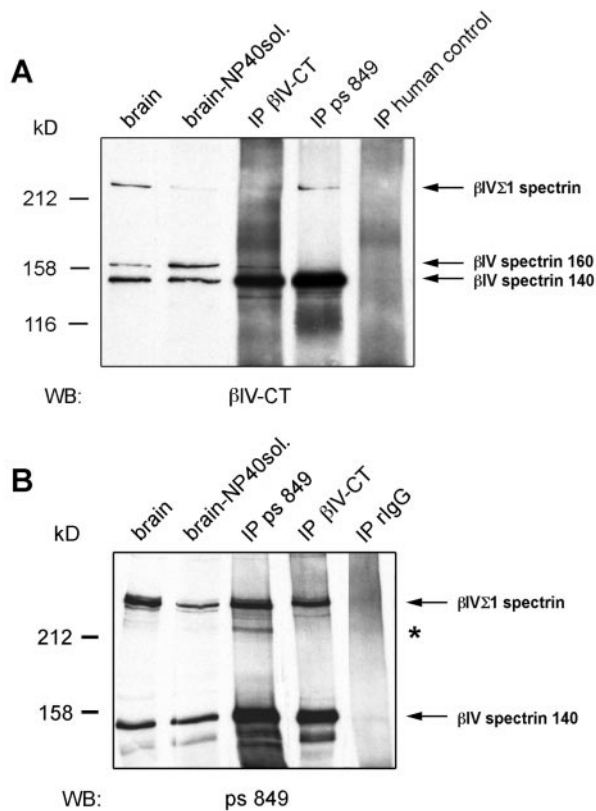 A
kD
brain
brain-NP40sol.
IP βIV-CT
IP ps 849
IP human control
212
158
116
βIVΣ1 spectrin
βIV spectrin 160
βIV spectrin 140
WB: βIV-CT
B
kD
brain
brain-NP40sol.
IP ps 849
IP βIV-CT
IP rIgG
βIVΣ1 spectrin
212
*
158
βIV spectrin 140
WB: ps 849